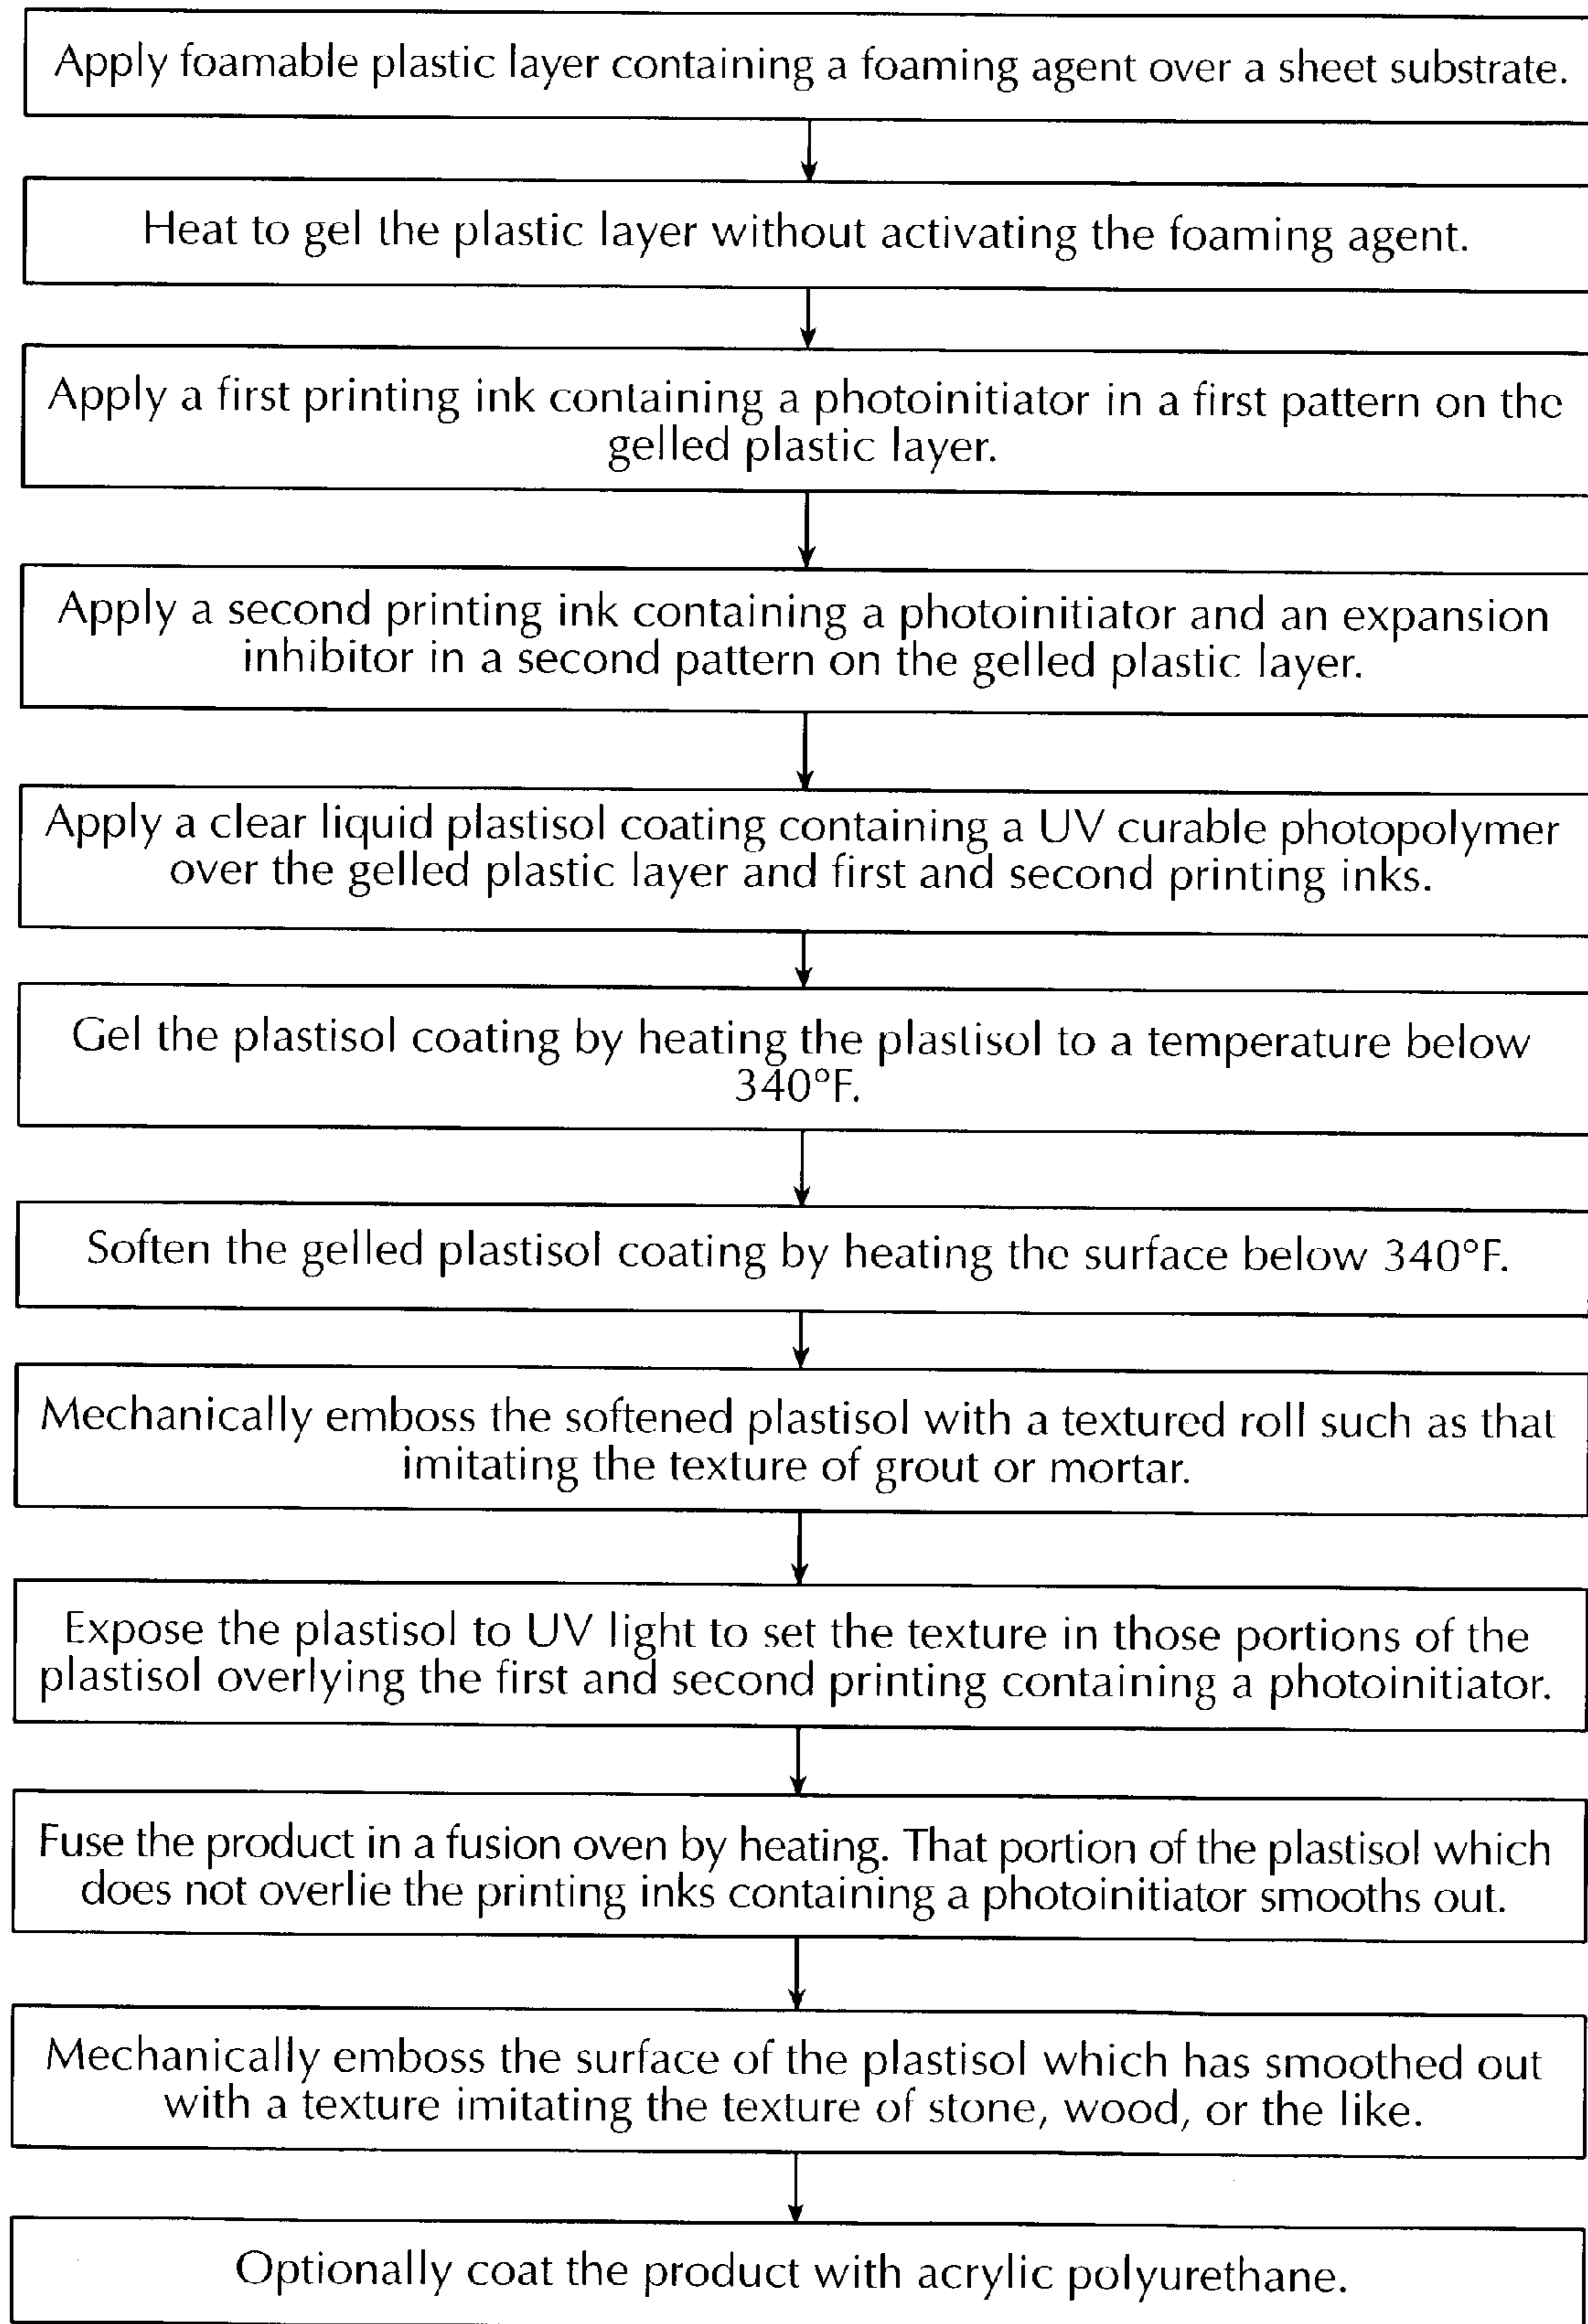 Apply foamable plastic layer containing a foaming agent over a sheet substrate.
Heat to gel the plastic layer without activating the foaming agent.
Apply a first printing ink containing a photoinitiator in a first pattern on the
gelled plastic layer.
Apply a second printing ink containing a photoinitiator and an expansion
inhibitor in a second pattern on the gelled plastic layer.
Apply a clear liquid plastisol coating containing a UV curable photopolymer
over the gelled plastic layer and first and second printing inks.
Gel the plastisol coating by heating the plastisol to a temperature below
340°F.
Soften the gelled plastisol coating by heating the surface below 340°F.
Mechanically emboss the softened plastisol with a textured roll such as that
imitating the texture of grout or mortar.
Expose the plastisol to UV light to set the texture in those portions of the
plastisol overlying the first and second printing containing a photoinitiator.
Fuse the product in a fusion oven by heating. That portion of the plastisol which
does not overlie the printing inks containing a photoinitiator smooths out.
Mechanically emboss the surface of the plastisol which has smoothed out
with a texture imitating the texture of stone, wood, or the like.
Optionally coat the product with acrylic polyurethane.